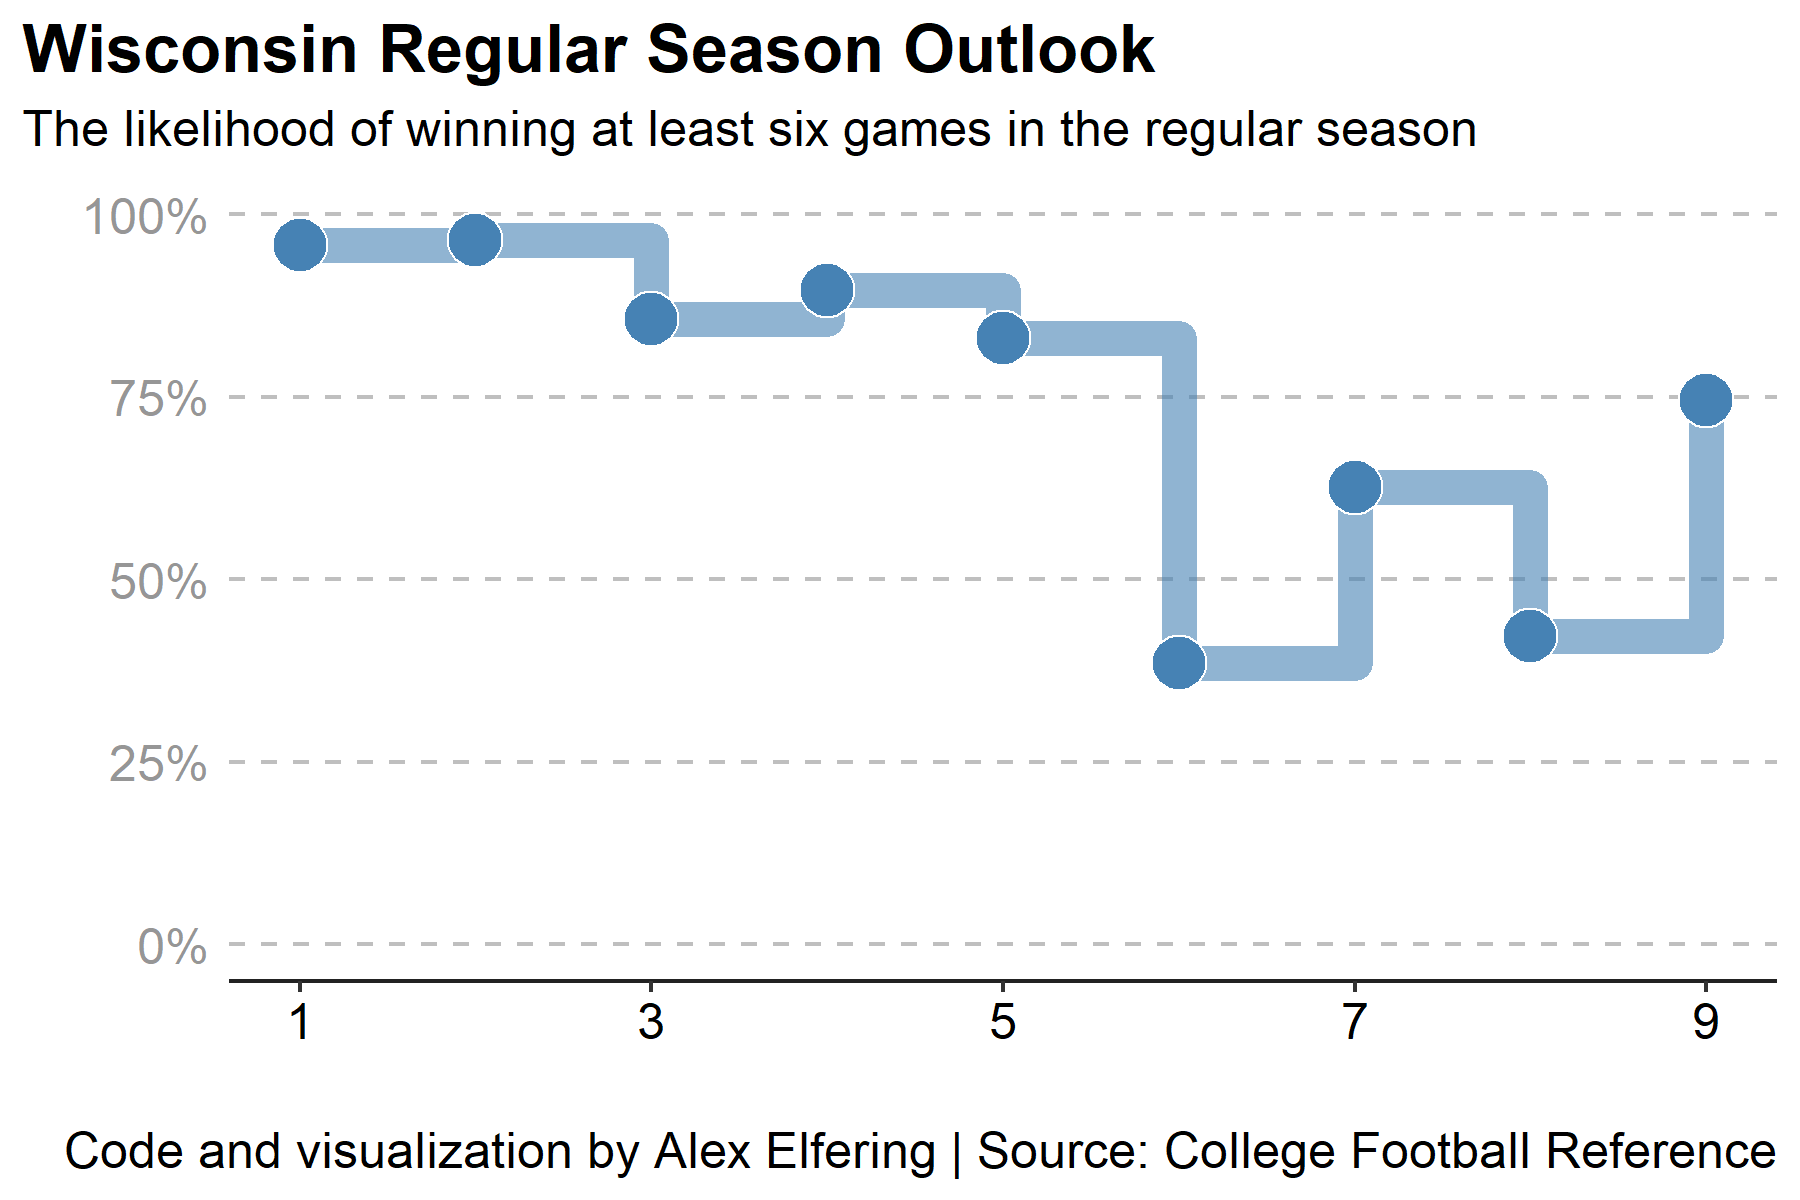 Wisconsin Regular Season Outlook
The likelihood of winning at least six games in the regular season
100%
75%
50%
25%
0%
1 3 5 7 9
Code and visualization by Alex Elfering | Source: College Football Reference